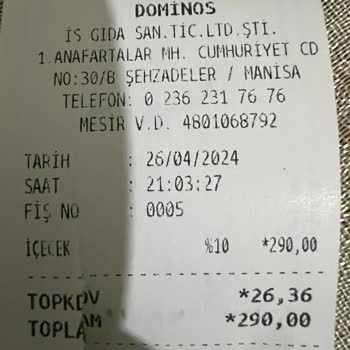 DOMINOS
İS GIDA SAN.TİC.LTD.ŞTİ.
1.ANAFARTALAR MH. CUMHURİYET CD
NO:30/B ŞEHZADELER / MANİSA
TELEFON: 0 236 231 76 76
MESİR V.D. 4801068792
TARİH : 26/04/2024
SAAT : 21:03:27
FİŞ NO : 0005
İÇECEK %10 *290,00
TOPKDV *26,36
TOPLAM *290,00